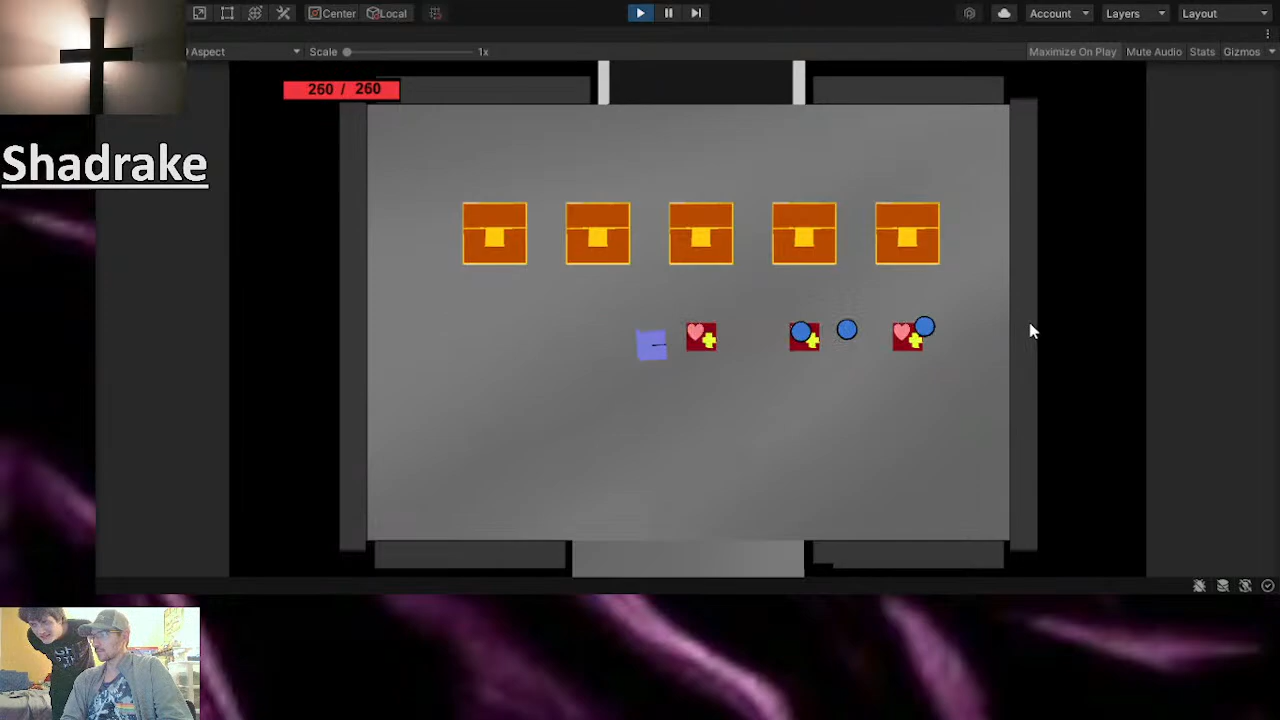 Center Local Account Layers Layout
Aspect Scale 1x Maximize On Play Mute Audio Stats Gizmos
260 / 260
Shadrake